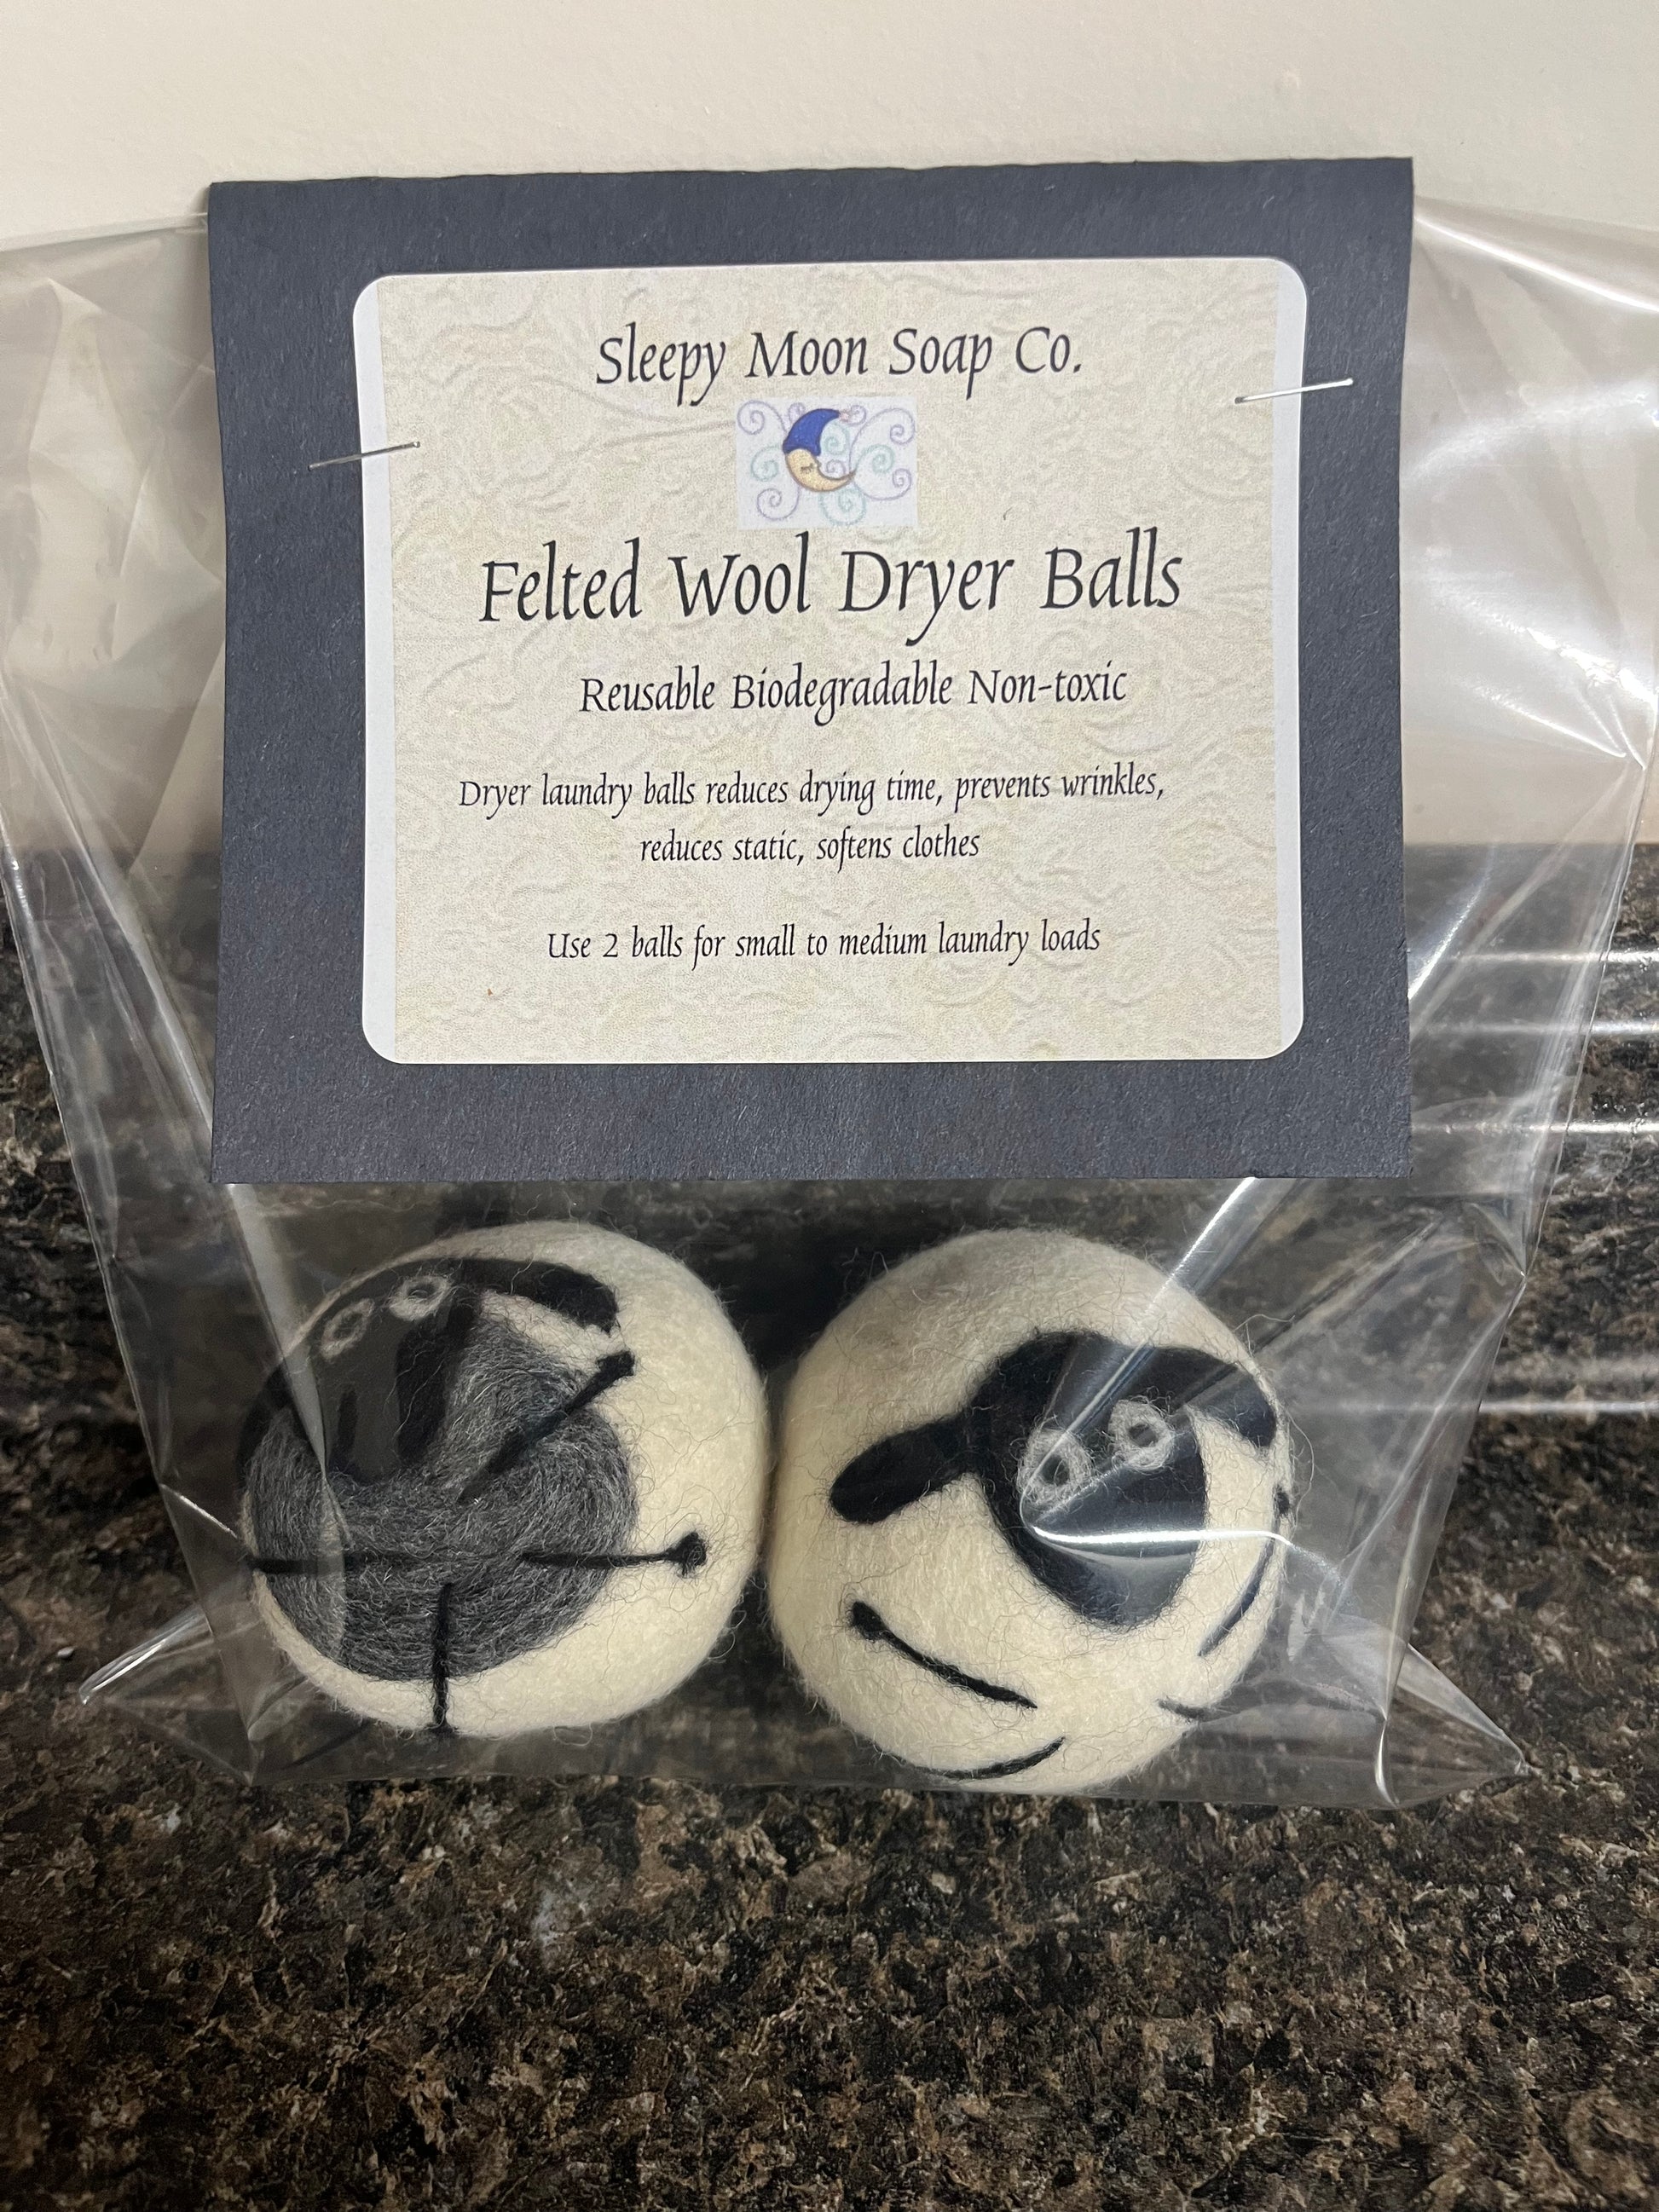 Sleepy Moon Soap Co.
Felted Wool Dryer Balls
Reusable Biodegradable Non-toxic
Dryer laundry balls reduces drying time, prevents wrinkles,
reduces static, softens clothes
Use 2 balls for small to medium laundry loads